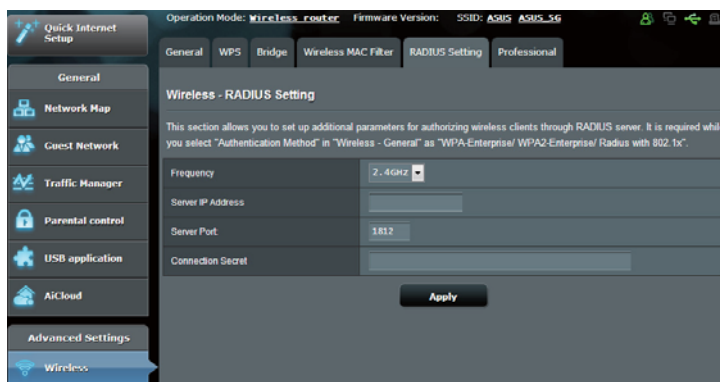 Quick Internet Setup
Operation Mode: Wireless router Firmware Version: SSID: ASUS ASUS_5G
General WPS Bridge Wireless MAC Filter RADIUS Setting Professional
General
Network Map
Guest Network
Traffic Manager
Parental control
USB application
AiCloud
Advanced Settings
Wireless
Wireless - RADIUS Setting
This section allows you to set up additional parameters for authorizing wireless clients through RADIUS server. It is required whil
you select "Authentication Method" in "Wireless - General" as "WPA-Enterprise/ WPA2-Enterprise/ Radius with 802.1x".
Frequency 2.4GHz
Server IP Address
Server Port: 1812
Connection Secret
Apply